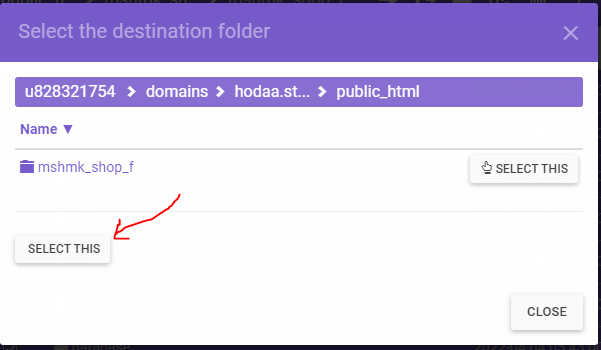 Select the destination folder
u828321754 domains hodaa.st... public_html
Name ▼
mshmk_shop_f SELECT THIS
SELECT THIS
CLOSE